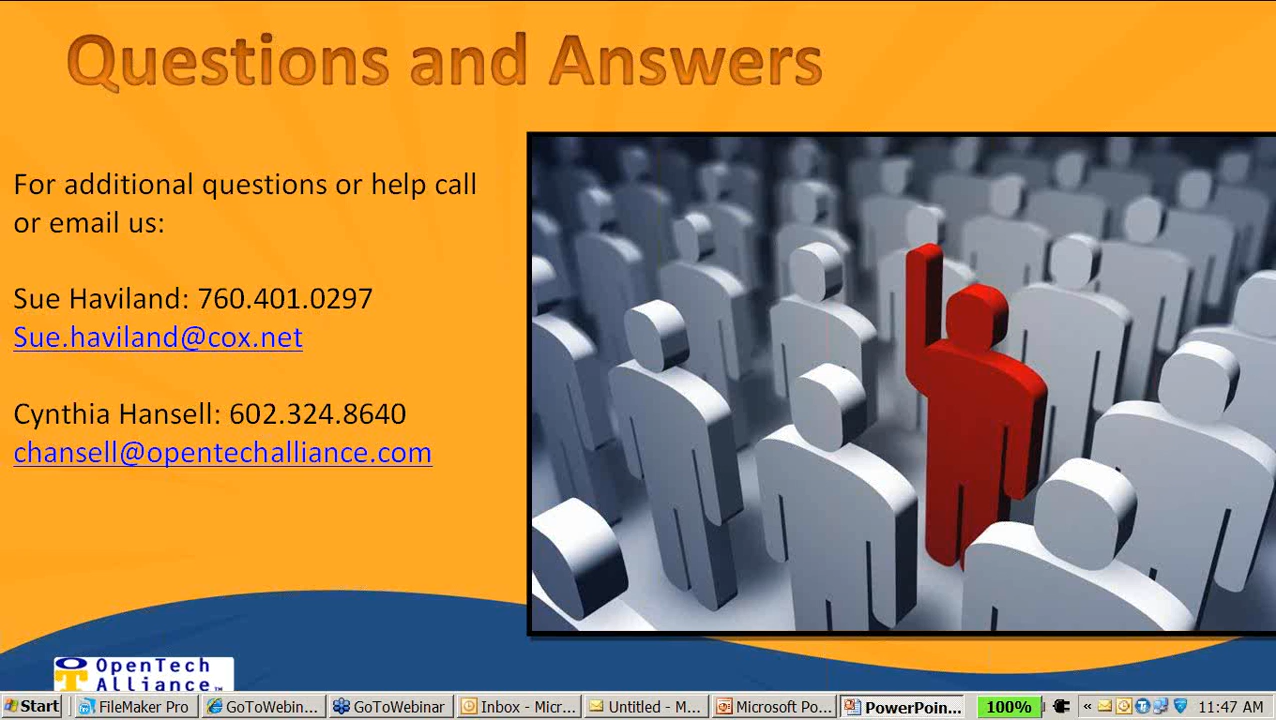 Questions and Answers
For additional questions or help call
or email us:
Sue Haviland: 760.401.0297
Sue.haviland@cox.net
Cynthia Hansell: 602.324.8640
chansell@opentechalliance.com
OpenTech
Alliance™
Start FileMaker Pro GoToWebin... GoToWebinar Inbox - Micr... Untitled - M... Microsoft Po... PowerPoin... 100% « 11:47 AM